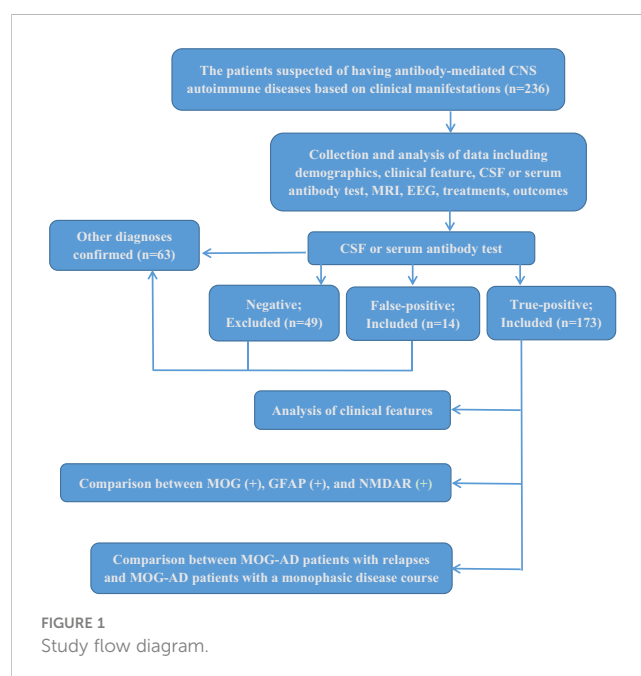 The patients suspected of having antibody-mediated CNS
autoimmune diseases based on clinical manifestations (n=236)
Collection and analysis of data including
demographics, clinical feature, CSF or serum
antibody test, MRI, EEG, treatments, outcomes
Other diagnoses
confirmed (n=63)
CSF or serum antibody test
Negative;
Excluded (n=49)
False-positive;
Included (n=14)
True-positive;
Included (n=173)
Analysis of clinical features
Comparison between MOG (+), GFAP (+), and NMDAR (+)
Comparison between MOG-AD patients with relapses
and MOG-AD patients with a monophasic disease course
FIGURE 1
Study flow diagram.